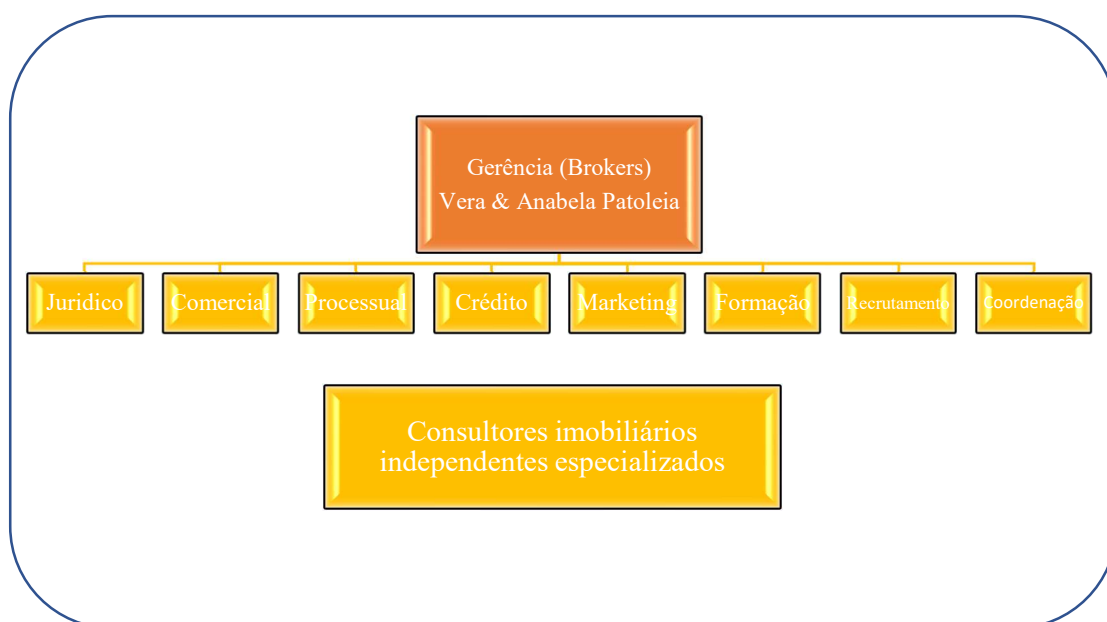 Gerência (Brokers)
Vera & Anabela Patoleia
Juridico
Comercial
Processual
Crédito
Marketing
Formação
Recrutamento
Coordenação
Consultores imobiliários
independentes especializados